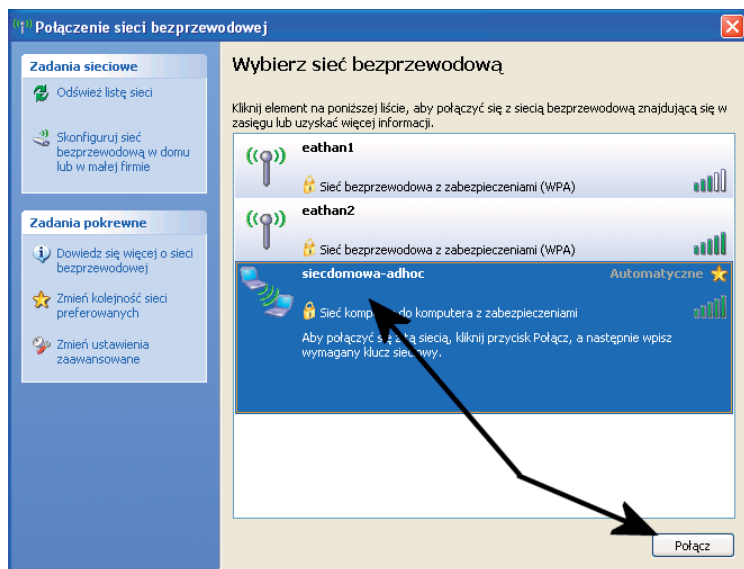 Połączenie sieci bezprzewodowej
Zadania sieciowe
Odśwież listę sieci
Skonfiguruj sieć
bezprzewodową w domu
lub w małej firmie
Zadania pokrewne
Dowiedz się więcej o sieci
bezprzewodowej
Zmień kolejność sieci
preferowanych
Zmień ustawienia
zaawansowane
Wybierz sieć bezprzewodową
Kliknij element na poniższej liście, aby połączyć się z siecią bezprzewodową znajdującą się w
zasięgu lub uzyskać więcej informacji.
eathan1
Sieć bezprzewodowa z zabezpieczeniami (WPA)
eathan2
Sieć bezprzewodowa z zabezpieczeniami (WPA)
siecdomowa-adhoc Automatyczne
Sieć komputer do komputera z zabezpieczeniami
Aby połączyć się z tą siecią, kliknij przycisk Połącz, a następnie wpisz
wymagany klucz sieciowy.
Połącz